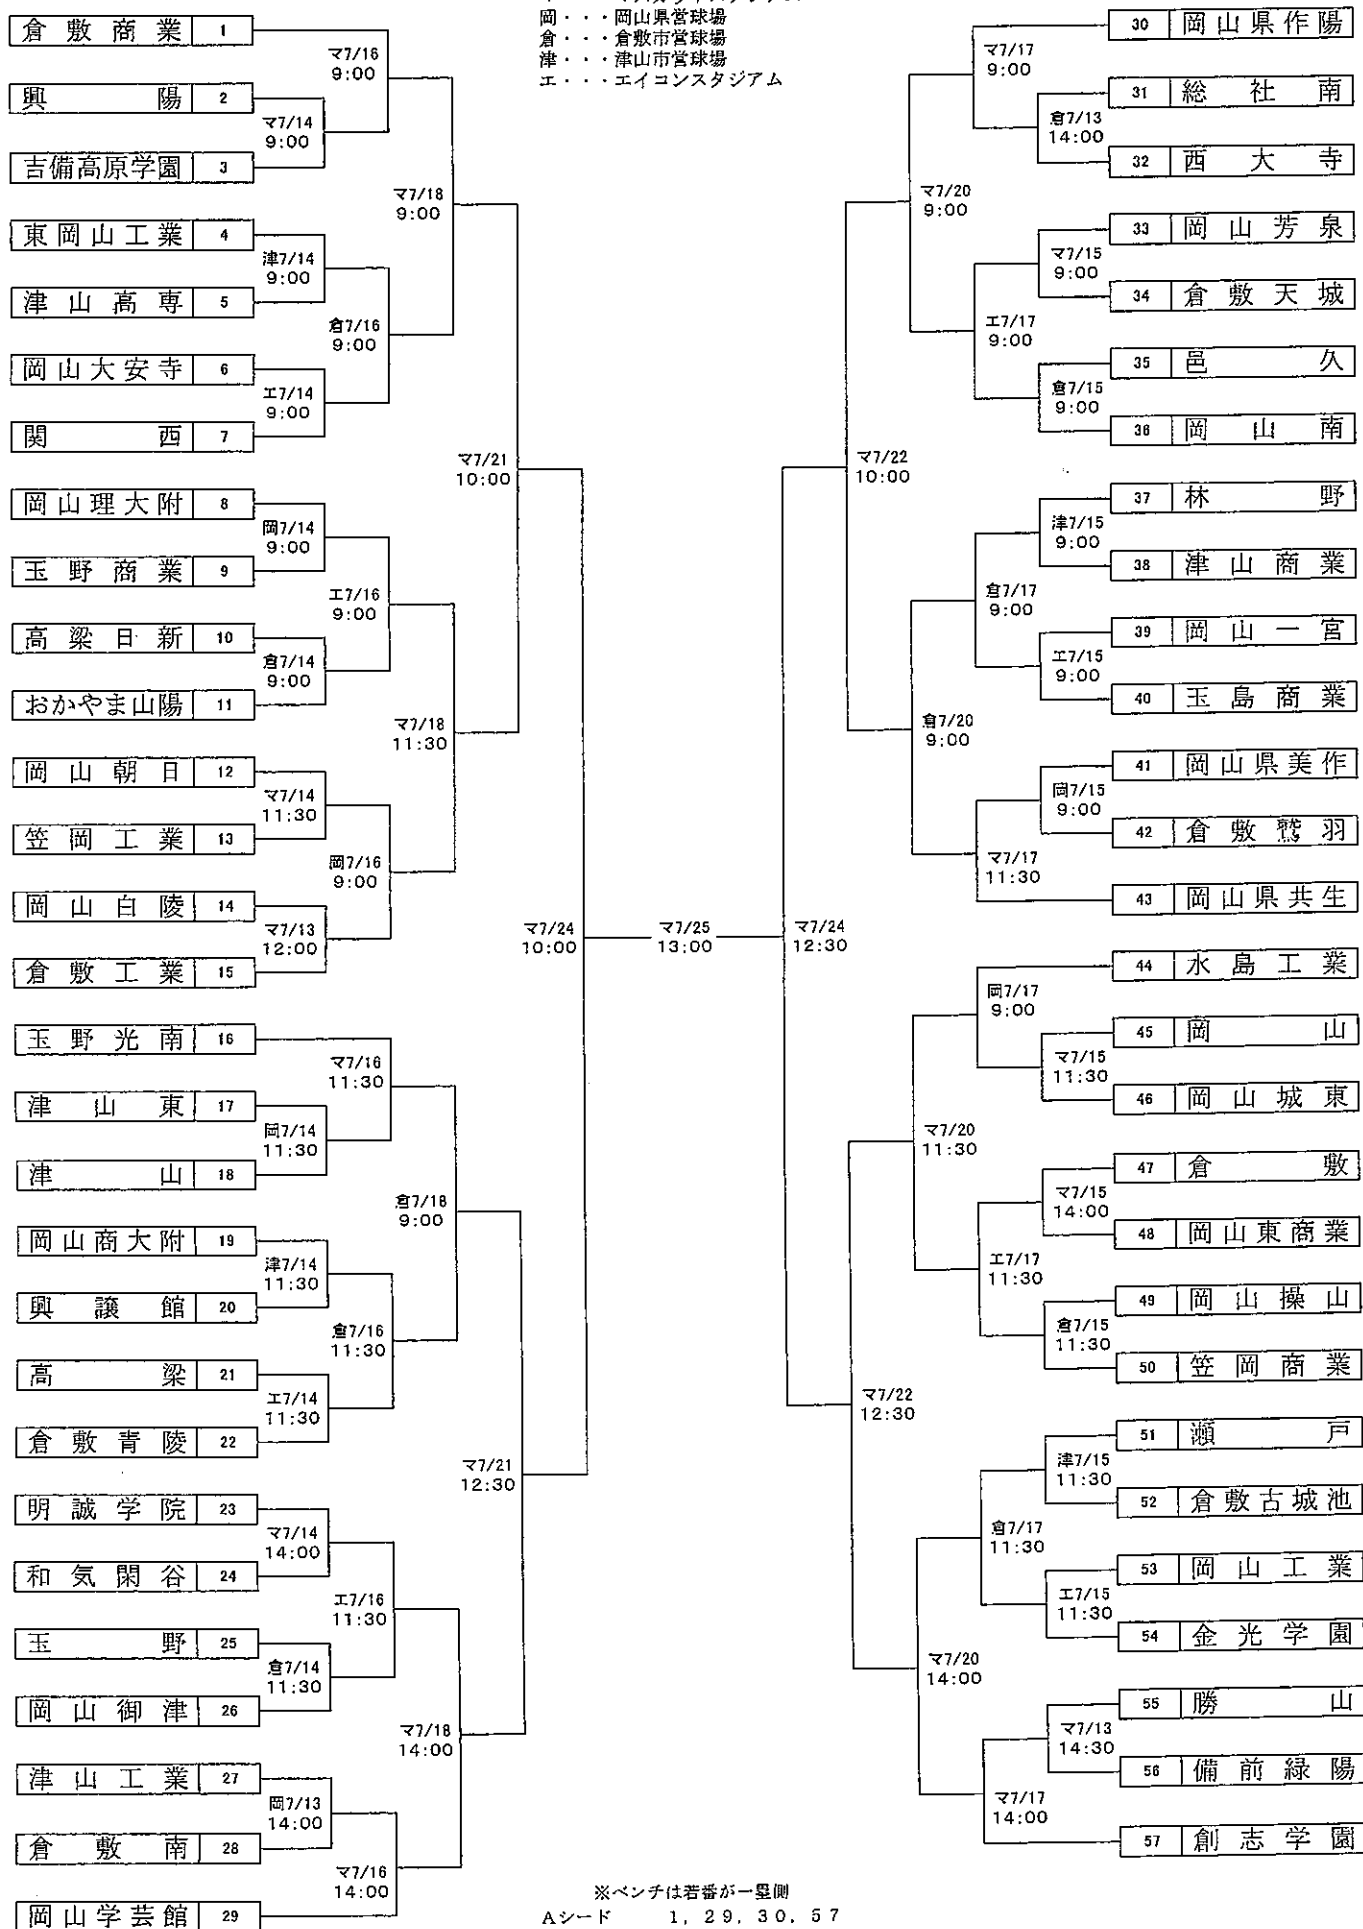 岡・・・岡山県営球場
倉・・・倉敷市営球場
津・・・津山市営球場
エ・・・エイコンスタジアム
倉敷商業 1
興陽 2
吉備高原学園 3
東岡山工業 4
津山高専 5
岡山大安寺 6
関西 7
岡山理大附 8
玉野商業 9
高梁日新 10
おかやま山陽 11
岡山朝日 12
笠岡工業 13
岡山白陵 14
倉敷工業 15
玉野光南 16
津山東 17
津山 18
岡山商大附 19
興譲館 20
高梁 21
倉敷青陵 22
明誠学院 23
和気閑谷 24
玉野 25
岡山御津 26
津山工業 27
倉敷南 28
岡山学芸館 29
マ7/14
9:00
津7/14
9:00
エ7/14
9:00
岡7/14
9:00
倉7/14
9:00
マ7/14
11:30
マ7/13
12:00
岡7/14
11:30
津7/14
11:30
エ7/14
11:30
マ7/14
14:00
倉7/14
11:30
岡7/13
14:00
マ7/16
9:00
倉7/16
9:00
エ7/16
9:00
岡7/16
9:00
マ7/16
11:30
倉7/16
11:30
エ7/16
11:30
マ7/16
14:00
マ7/18
9:00
マ7/18
11:30
倉7/18
9:00
マ7/18
14:00
マ7/21
10:00
マ7/21
12:30
マ7/24
10:00
マ7/25
13:00
マ7/24
12:30
マ7/22
10:00
マ7/22
12:30
マ7/20
9:00
倉7/20
9:00
マ7/20
11:30
マ7/20
14:00
マ7/17
9:00
エ7/17
9:00
倉7/17
9:00
マ7/17
11:30
岡7/17
9:00
エ7/17
11:30
倉7/17
11:30
マ7/17
14:00
倉7/13
14:00
マ7/15
9:00
倉7/15
9:00
津7/15
9:00
エ7/15
9:00
岡7/15
9:00
マ7/15
11:30
マ7/15
14:00
倉7/15
11:30
津7/15
11:30
エ7/15
11:30
マ7/13
14:30
30 岡山県作陽
31 総社南
32 西大寺
33 岡山芳泉
34 倉敷天城
35 邑久
36 岡山南
37 林野
38 津山商業
39 岡山一宮
40 玉島商業
41 岡山県美作
42 倉敷鷲羽
43 岡山県共生
44 水島工業
45 岡山
46 岡山城東
47 倉敷
48 岡山東商業
49 岡山操山
50 笠岡商業
51 瀬戸
52 倉敷古城池
53 岡山工業
54 金光学園
55 勝山
56 備前緑陽
57 創志学園
※ベンチは若番が一塁側
Aシード 1, 29, 30, 57